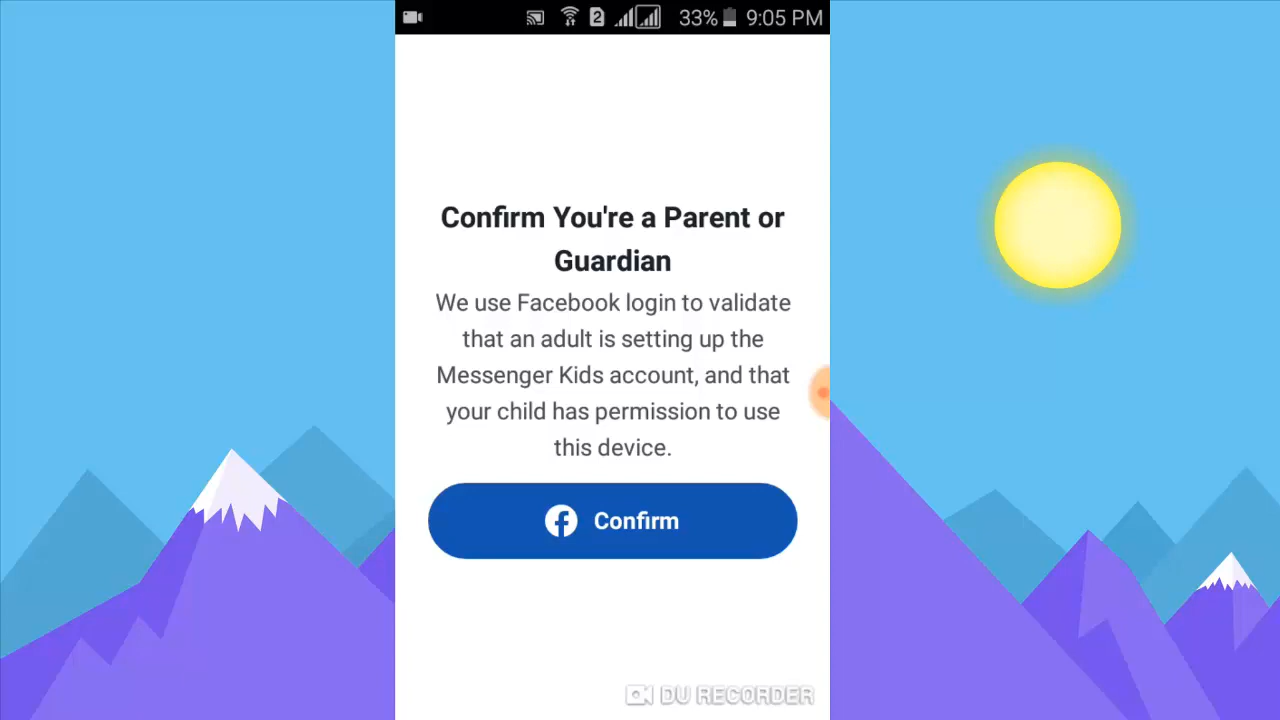 2 33% 9:05 PM
Confirm You're a Parent or
Guardian
We use Facebook login to validate
that an adult is setting up the
Messenger Kids account, and that
your child has permission to use
this device.
Confirm
DU RECORDER